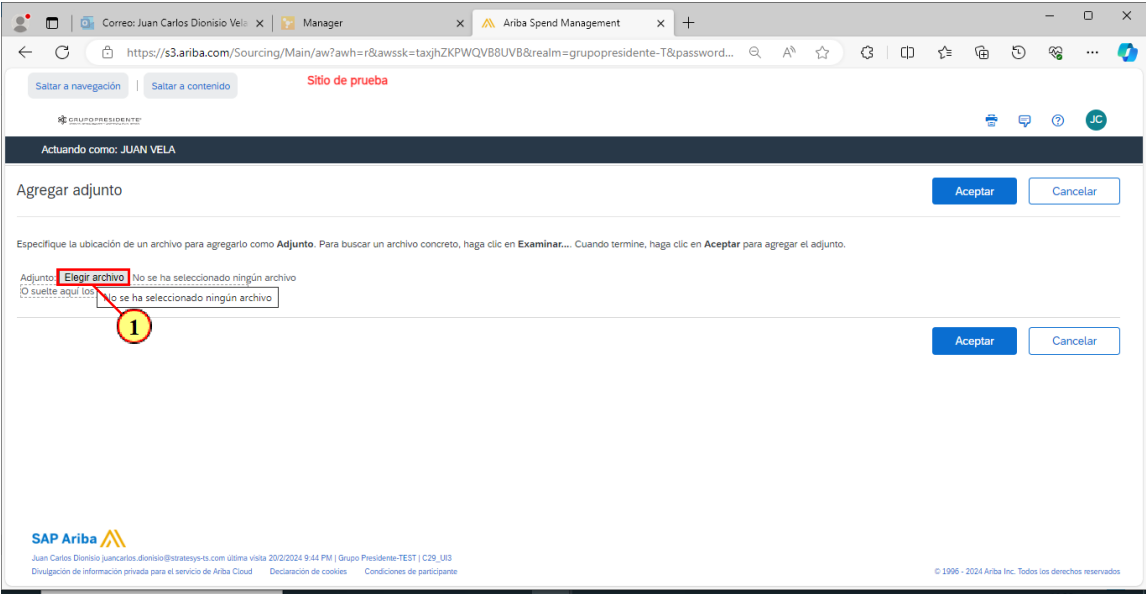 Correo: Juan Carlos Dionisio Vela
Manager
Ariba Spend Management
https://s3.ariba.com/Sourcing/Main/aw?awh=r&awssk=taxjhZKPWQVB8UVB&realm=grupopresidente-T&password...
Saltar a navegación | Saltar a contenido
Sitio de prueba
GRUPO PRESIDENTE
JC
Actuando como: JUAN VELA
Agregar adjunto
Aceptar
Cancelar
Especifique la ubicación de un archivo para agregarlo como Adjunto. Para buscar un archivo concreto, haga clic en Examinar.... Cuando termine, haga clic en Aceptar para agregar el adjunto.
Adjunto: Elegir archivo No se ha seleccionado ningún archivo
O suelte aquí los
No se ha seleccionado ningún archivo
1
Aceptar
Cancelar
SAP Ariba
Juan Carlos Dionisio juancarlos.dionisio@stratesys-ts.com última visita 20/2/2024 9:44 PM | Grupo Presidente-TEST | C29_UI3
Divulgación de información privada para el servicio de Ariba Cloud Declaración de cookies Condiciones de participante
© 1996 - 2024 Ariba Inc. Todos los derechos reservados